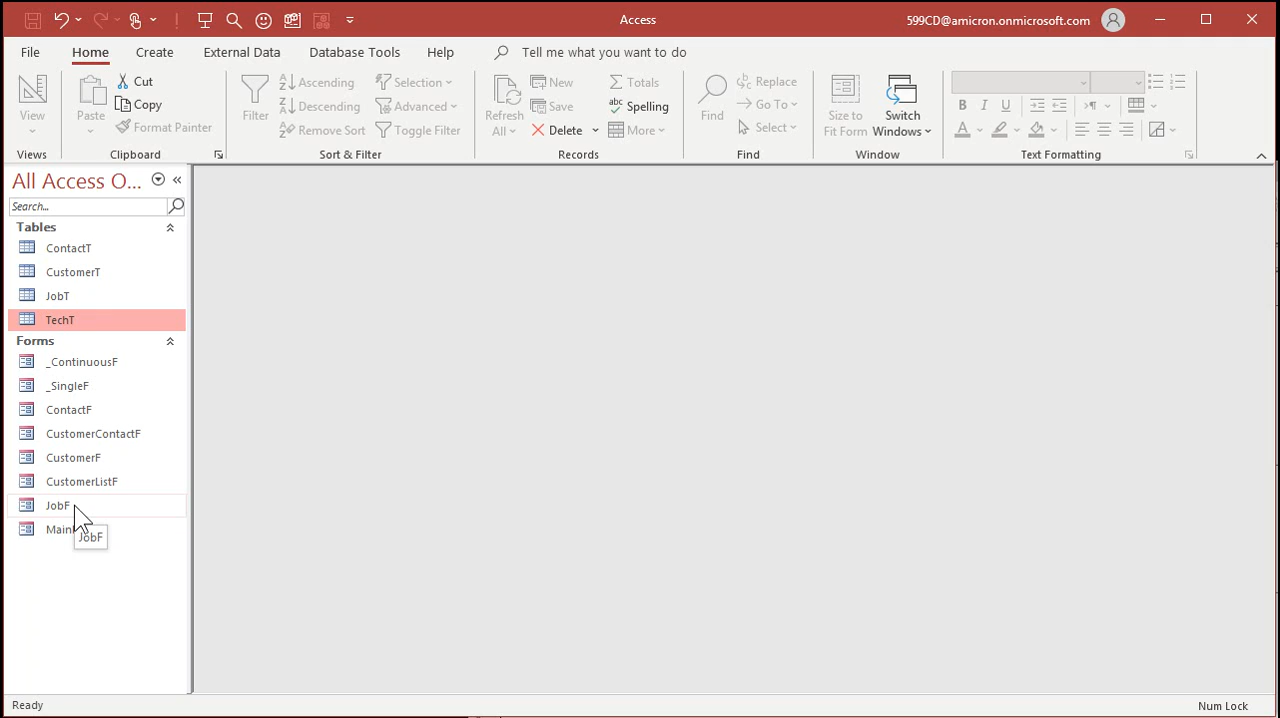 Access
599CD@amicron.onmicrosoft.com
File Home Create External Data Database Tools Help Tell me what you want to do
View
Views
Paste
Cut
Copy
Format Painter
Clipboard
Filter
Ascending
Descending
Remove Sort
Selection
Advanced
Toggle Filter
Sort & Filter
Refresh All
New
Save
Delete
Totals
Spelling
More
Records
Find
Replace
Go To
Select
Find
Size to Fit Form
Switch Windows
Window
B I U
A
Text Formatting
All Access O...
Search...
Tables
ContactT
CustomerT
JobT
TechT
Forms
_ContinuousF
_SingleF
ContactF
CustomerContactF
CustomerF
CustomerListF
JobF
JobF
Ready
Num Lock